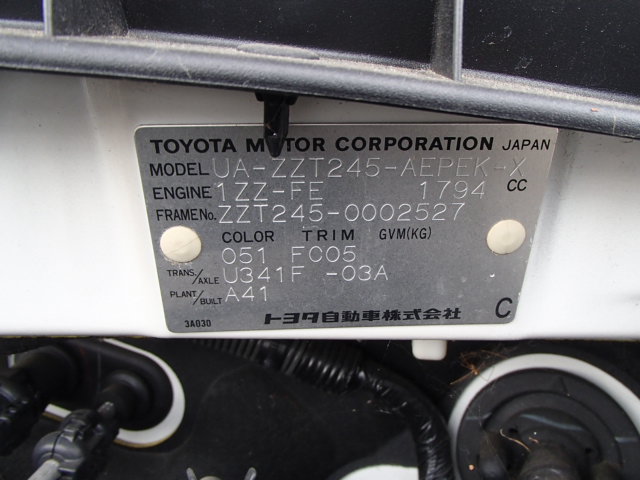 TOYOTA MOTOR CORPORATION JAPAN
MODEL UA-ZZT245-AEPEK-X
ENGINE 1ZZ-FE 1794 CC
FRAME No. ZZT245-0002527
COLOR TRIM GVM(KG)
051 FC05
TRANS./AXLE U341F -03A
PLANT/BUILT A41
3A030 トヨタ自動車株式会社 C